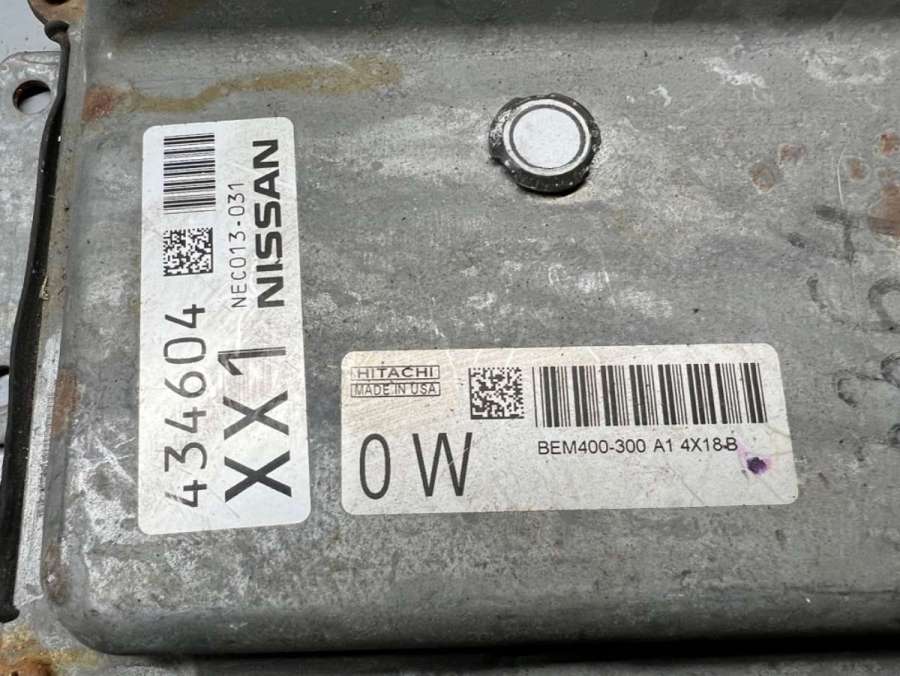 NEC013-031
NISSAN
434604
XX1
HITACHI
MADE IN USA
0W
BEM400-300 A1 4X18-B